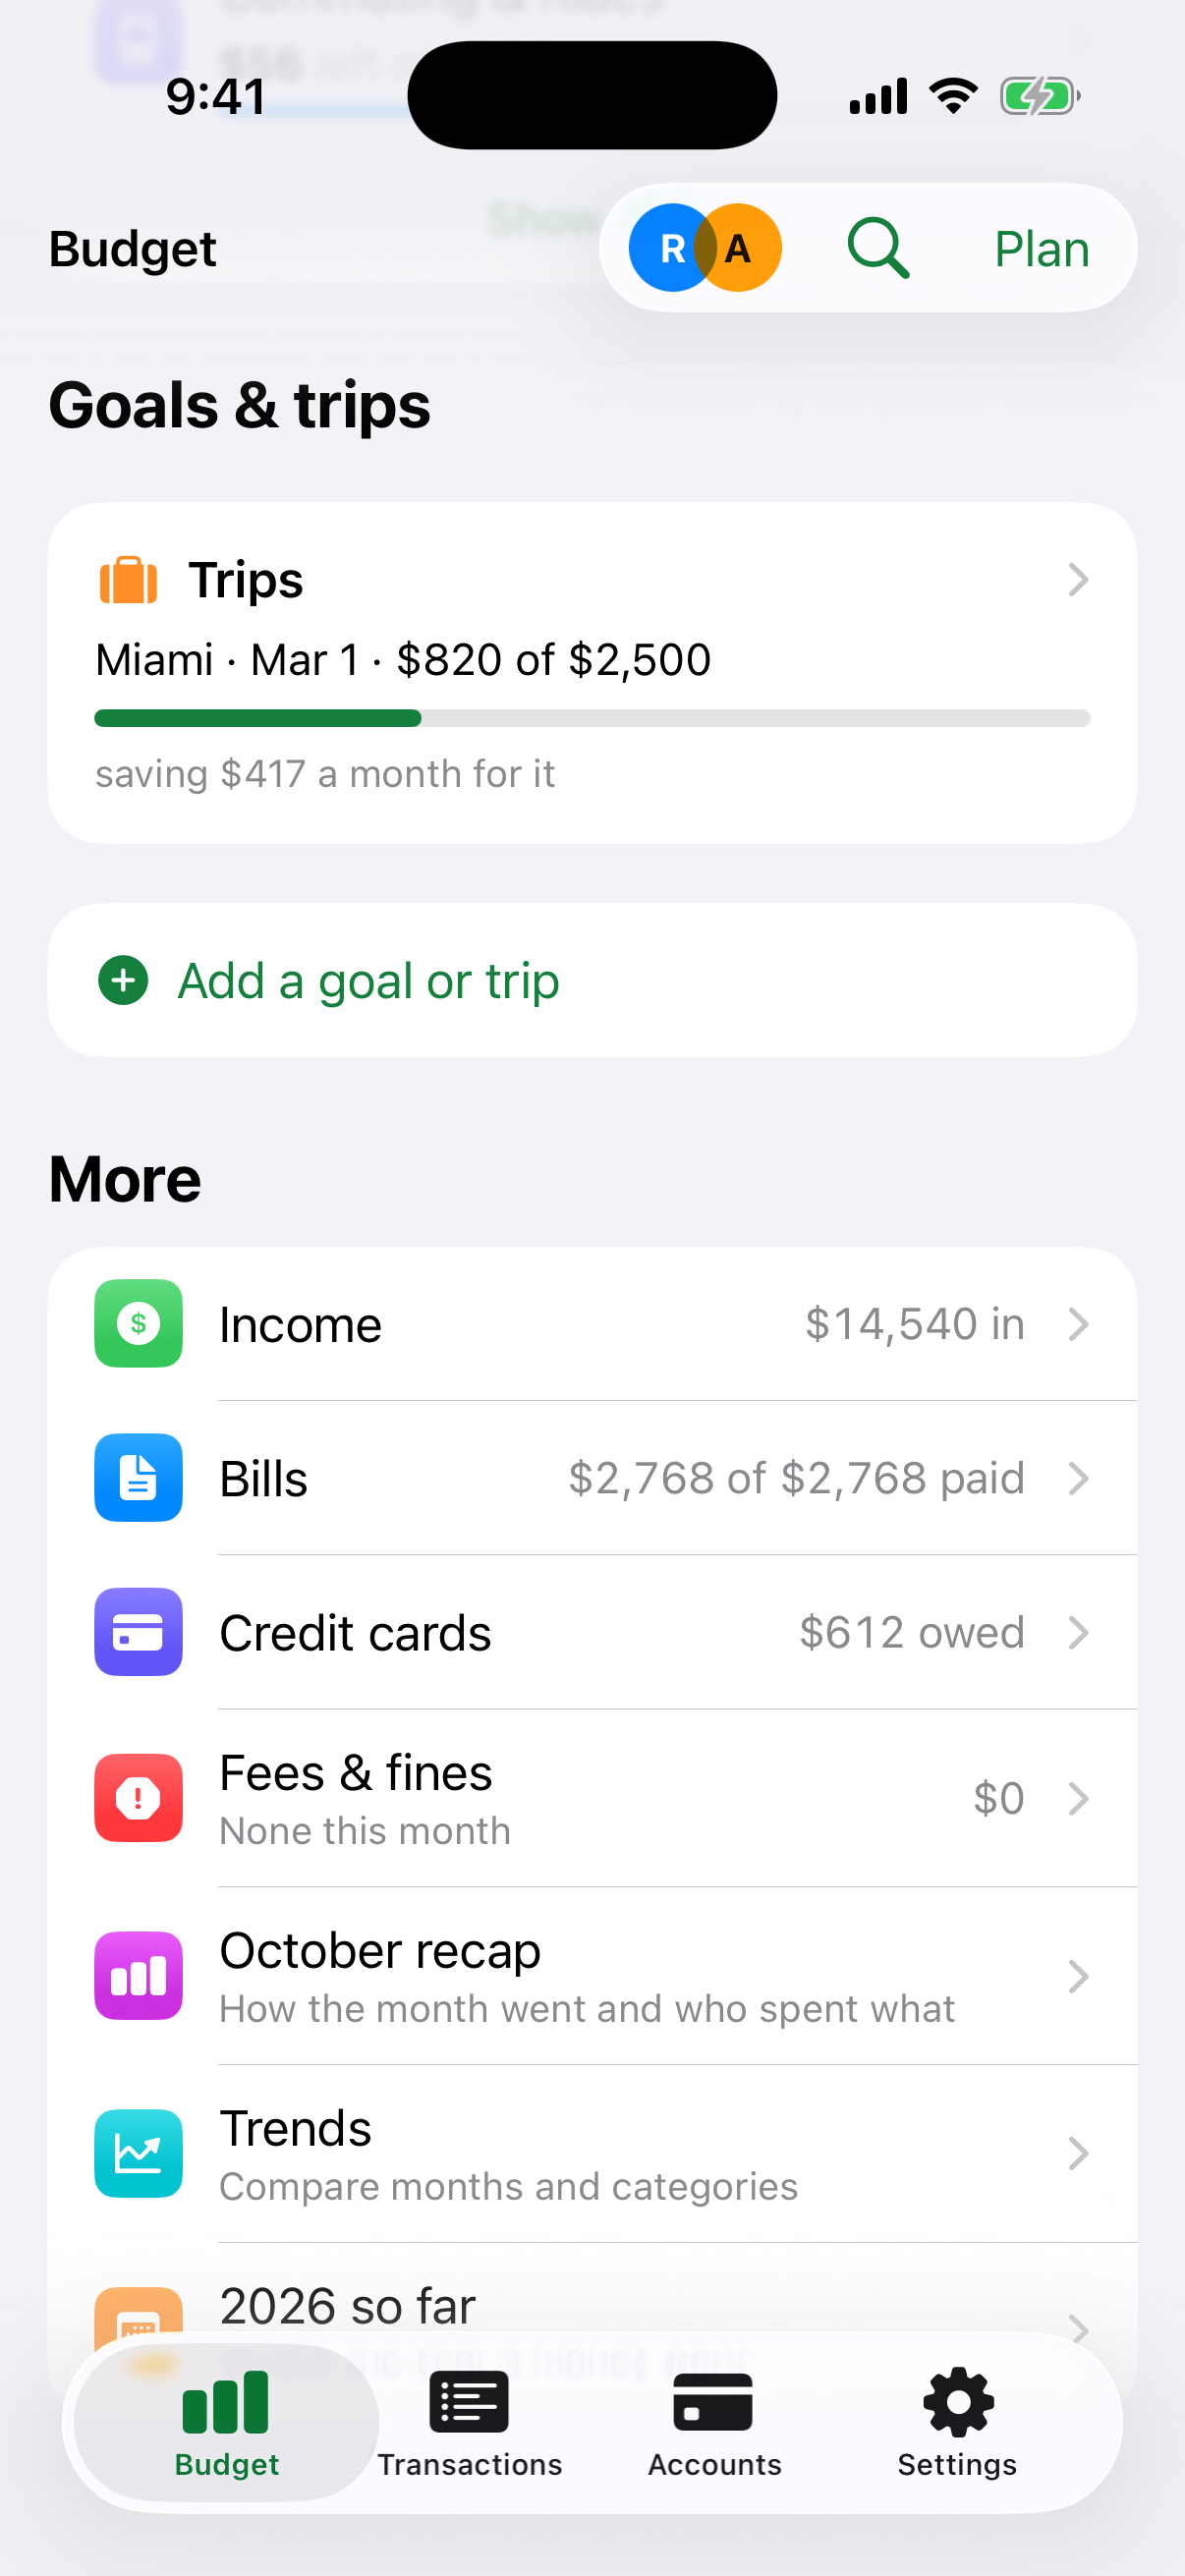 $56 left
9:41
Show
Budget
R A
Plan
Goals & trips
Trips
Miami · Mar 1 · $820 of $2,500
saving $417 a month for it
Add a goal or trip
More
Income
$14,540 in
Bills
$2,768 of $2,768 paid
Credit cards
$612 owed
Fees & fines
None this month
$0
October recap
How the month went and who spent what
Trends
Compare months and categories
2026 so far
Budget
Transactions
Accounts
Settings